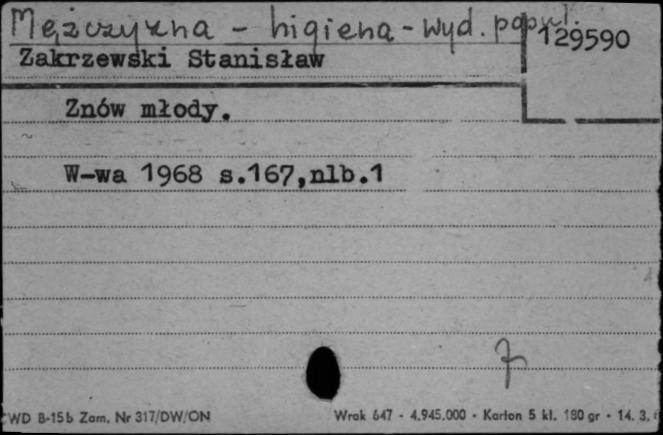 Mężczyzna - higiena - wyd. popul.
129590
Zakrzewski Stanisław
Znów młody.
W-wa 1968 s.167,nlb.1
7
WD B-15b Zam. Nr 317/DW/ON Wrak 647 - 4.945.000 - Karton 5 kl. 180 gr - 14. 3.